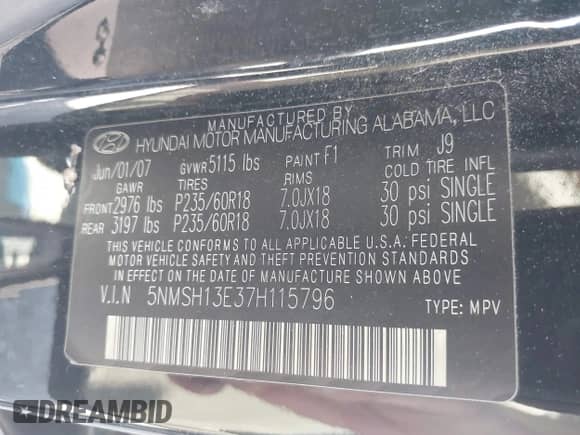 MANUFACTURED BY
HYUNDAI MOTOR MANUFACTURING ALABAMA, LLC
Jun/01/07 GVWR 5115 lbs PAINT F1 TRIM J9
GAWR TIRES RIMS COLD TIRE INFL
FRONT 2976 lbs P235/60R18 7.0JX18 30 psi SINGLE
REAR 3197 lbs P235/60R18 7.0JX18 30 psi SINGLE
THIS VEHICLE CONFORMS TO ALL APPLICABLE U.S.A. FEDERAL
MOTOR VEHICLE SAFETY AND THEFT PREVENTION STANDARDS
IN EFFECT ON THE DATE OF MANUFACTURE SHOWN ABOVE.
V.I.N 5NMSH13E37H115796
TYPE: MPV
DREAMBID